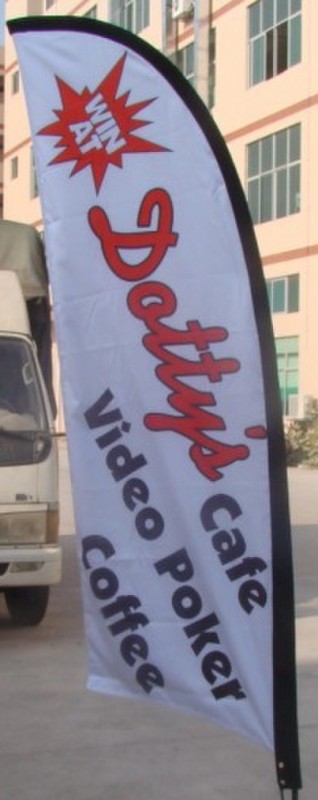 WIN
AT
Dotty's
Cafe
Video Poker
Coffee